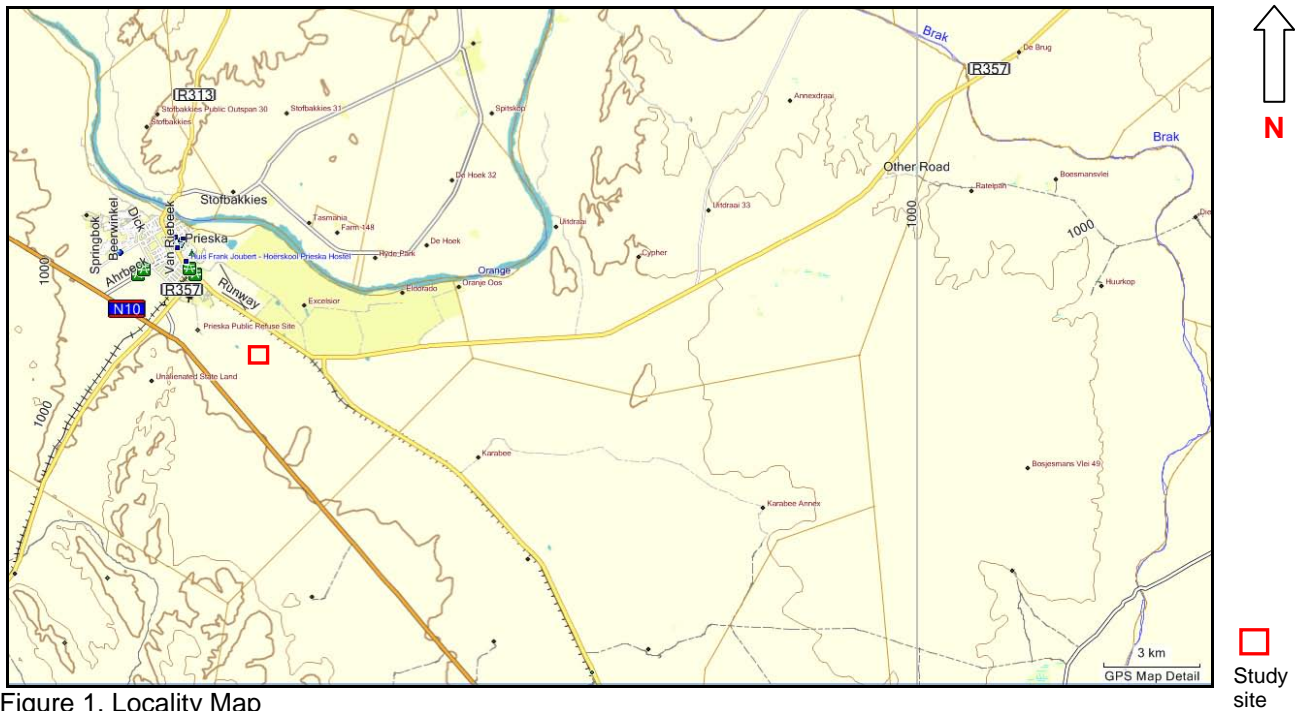 Brak
R357
De Brug
R313
Stofbakkies Public Outspan 30
Stofbakkies 31
Stofbakkies
Spitskop
Annexdraai
N
Brak
Other Road
De Hoek 32
Boesmansvlei
Ratelpan
Stofbakkies
Uitdraai 33
1000
Springbok
Beerwinkel
Dick
Van Riebeek
Tasmania
Farm 148
Uitdraai
1000
Prieska
De Hoek
Huis Frank Joubert - Hoërskool Prieska Hostel
Hyde Park
Cypher
1000
Ahrbeck
Orange
R357
Runway
Eldorado
Oranje Oos
Huurkop
N10
Excelsior
Prieska Public Refuse Site
Unalienated State Land
1000
Karabee
Bosjesmans Vlei 49
Karabee Annex
3 km
GPS Map Detail
Study
site
Figure 1. Locality Map